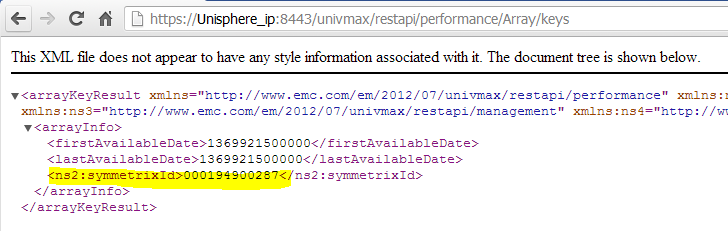 https://Unisphere_ip:8443/univmax/restapi/performance/Array/keys
This XML file does not appear to have any style information associated with it. The document tree is shown below.
▼<arrayKeyResult xmlns="http://www.emc.com/em/2012/07/univmax/restapi/performance" xmlns:n
xmlns:ns3="http://www.emc.com/em/2012/07/univmax/restapi/management" xmlns:ns4="http://ww
▼<arrayInfo>
<firstAvailableDate>1369921500000</firstAvailableDate>
<lastAvailableDate>1369921500000</lastAvailableDate>
<ns2:symmetrixId>000194900287</ns2:symmetrixId>
</arrayInfo>
</arrayKeyResult>